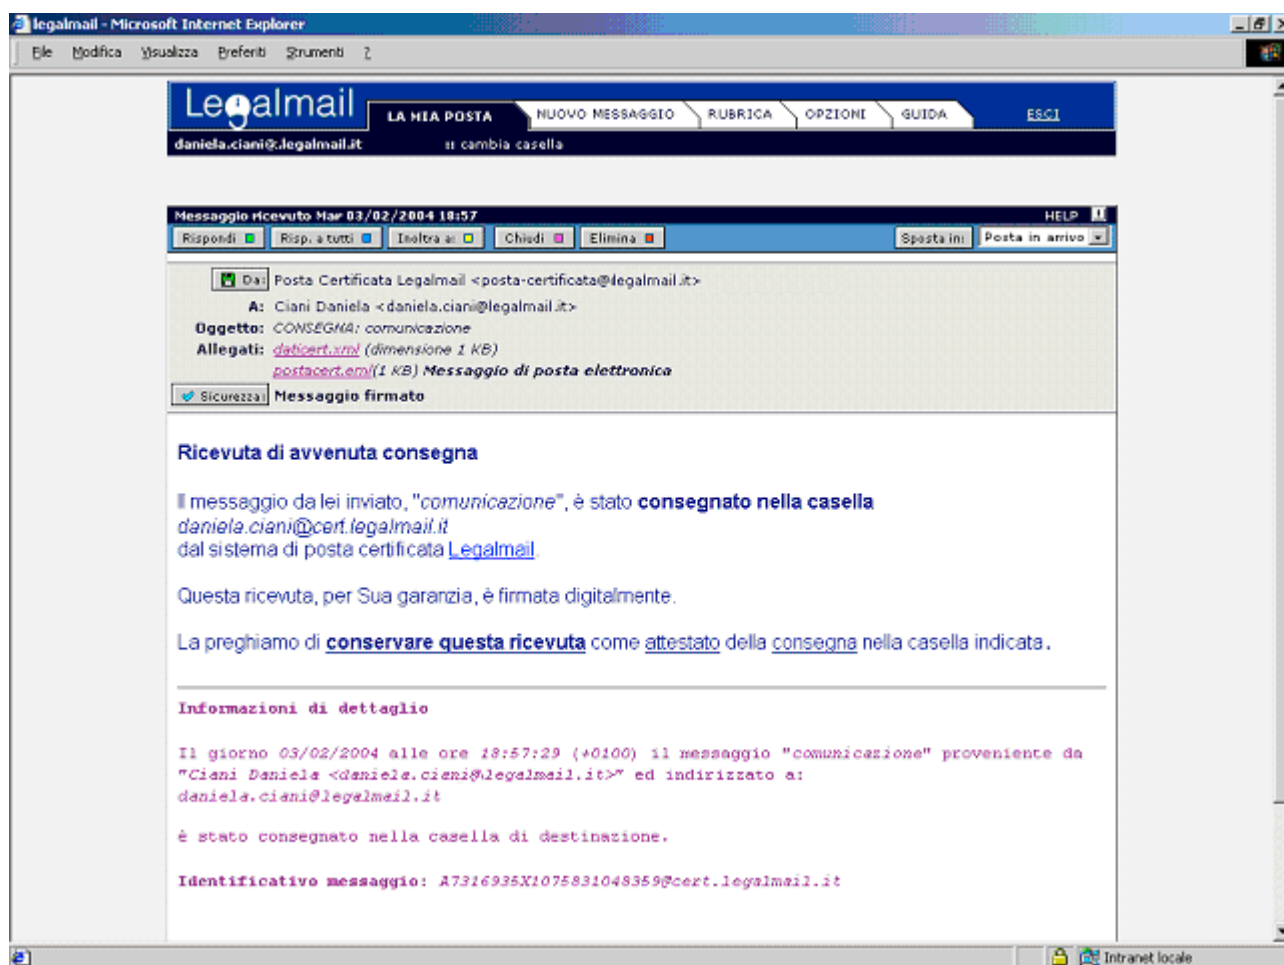 legalmail - Microsoft Internet Explorer
File Modifica Visualizza Preferiti Strumenti ?
Legalmail LA MIA POSTA NUOVO MESSAGGIO RUBRICA OPZIONI GUIDA ESCI
daniela.ciani@:.legalmail.it :: cambia casella
Messaggio ricevuto Mar 03/02/2004 18:57 HELP
Rispondi Risp. a tutti Inoltra a: Chiudi Elimina Sposta in: Posta in arrivo
Da: Posta Certificata Legalmail <posta-certificata@legalmail.it>
A: Ciani Daniela <daniela.ciani@legalmail.it>
Oggetto: CONSEGNA: comunicazione
Allegati: daticert.xml (dimensione 1 KB)
postacert.eml(1 KB) Messaggio di posta elettronica
Sicurezza: Messaggio firmato
Ricevuta di avvenuta consegna
Il messaggio da lei inviato, "comunicazione", è stato consegnato nella casella
daniela.ciani@cert.legalmail.it
dal sistema di posta certificata Legalmail.
Questa ricevuta, per Sua garanzia, è firmata digitalmente.
La preghiamo di conservare questa ricevuta come attestato della consegna nella casella indicata.
Informazioni di dettaglio
Il giorno 03/02/2004 alle ore 18:57:29 (+0100) il messaggio "comunicazione" proveniente da
"Ciani Daniela <daniela.ciani@legalmail.it>" ed indirizzato a:
daniela.ciani@legalmail.it
è stato consegnato nella casella di destinazione.
Identificativo messaggio: A7316935X1075831048359@cert.legalmail.it
Intranet locale